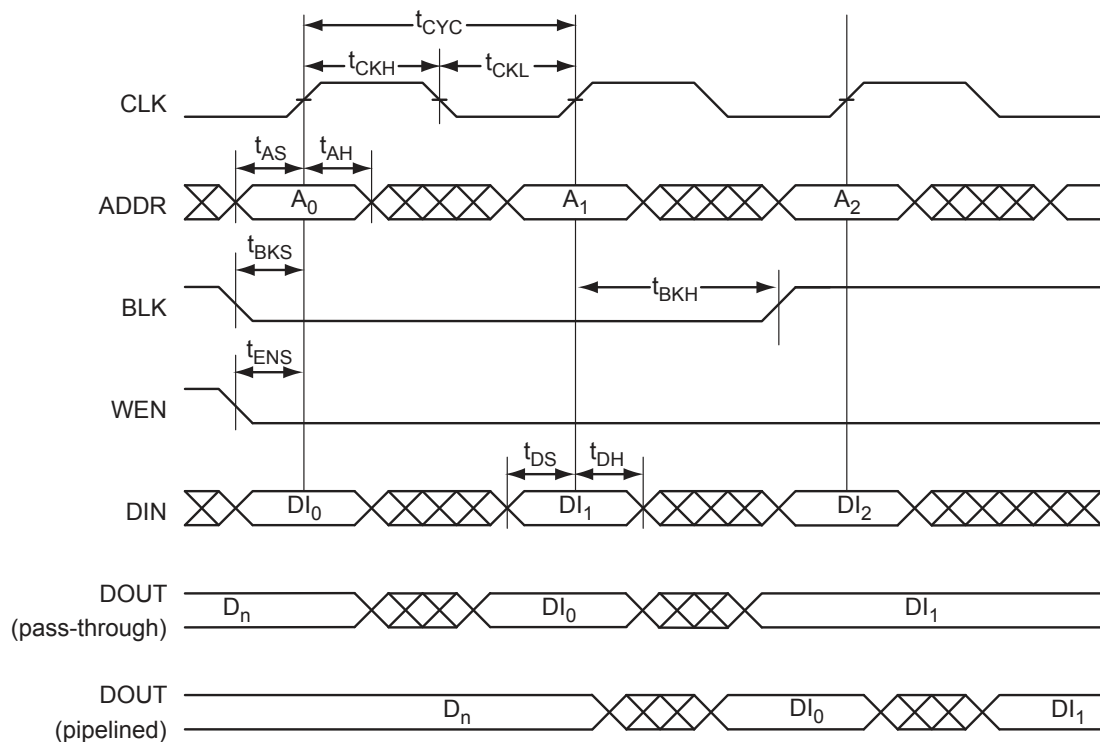 tCYC
tCKH tCKL
CLK
tAS tAH
ADDR A0 A1 A2
tBKS
tBKH
BLK
tENS
WEN
tDS tDH
DIN DI0 DI1 DI2
DOUT
(pass-through)
Dn DI0 DI1
DOUT
(pipelined)
Dn DI0 DI1